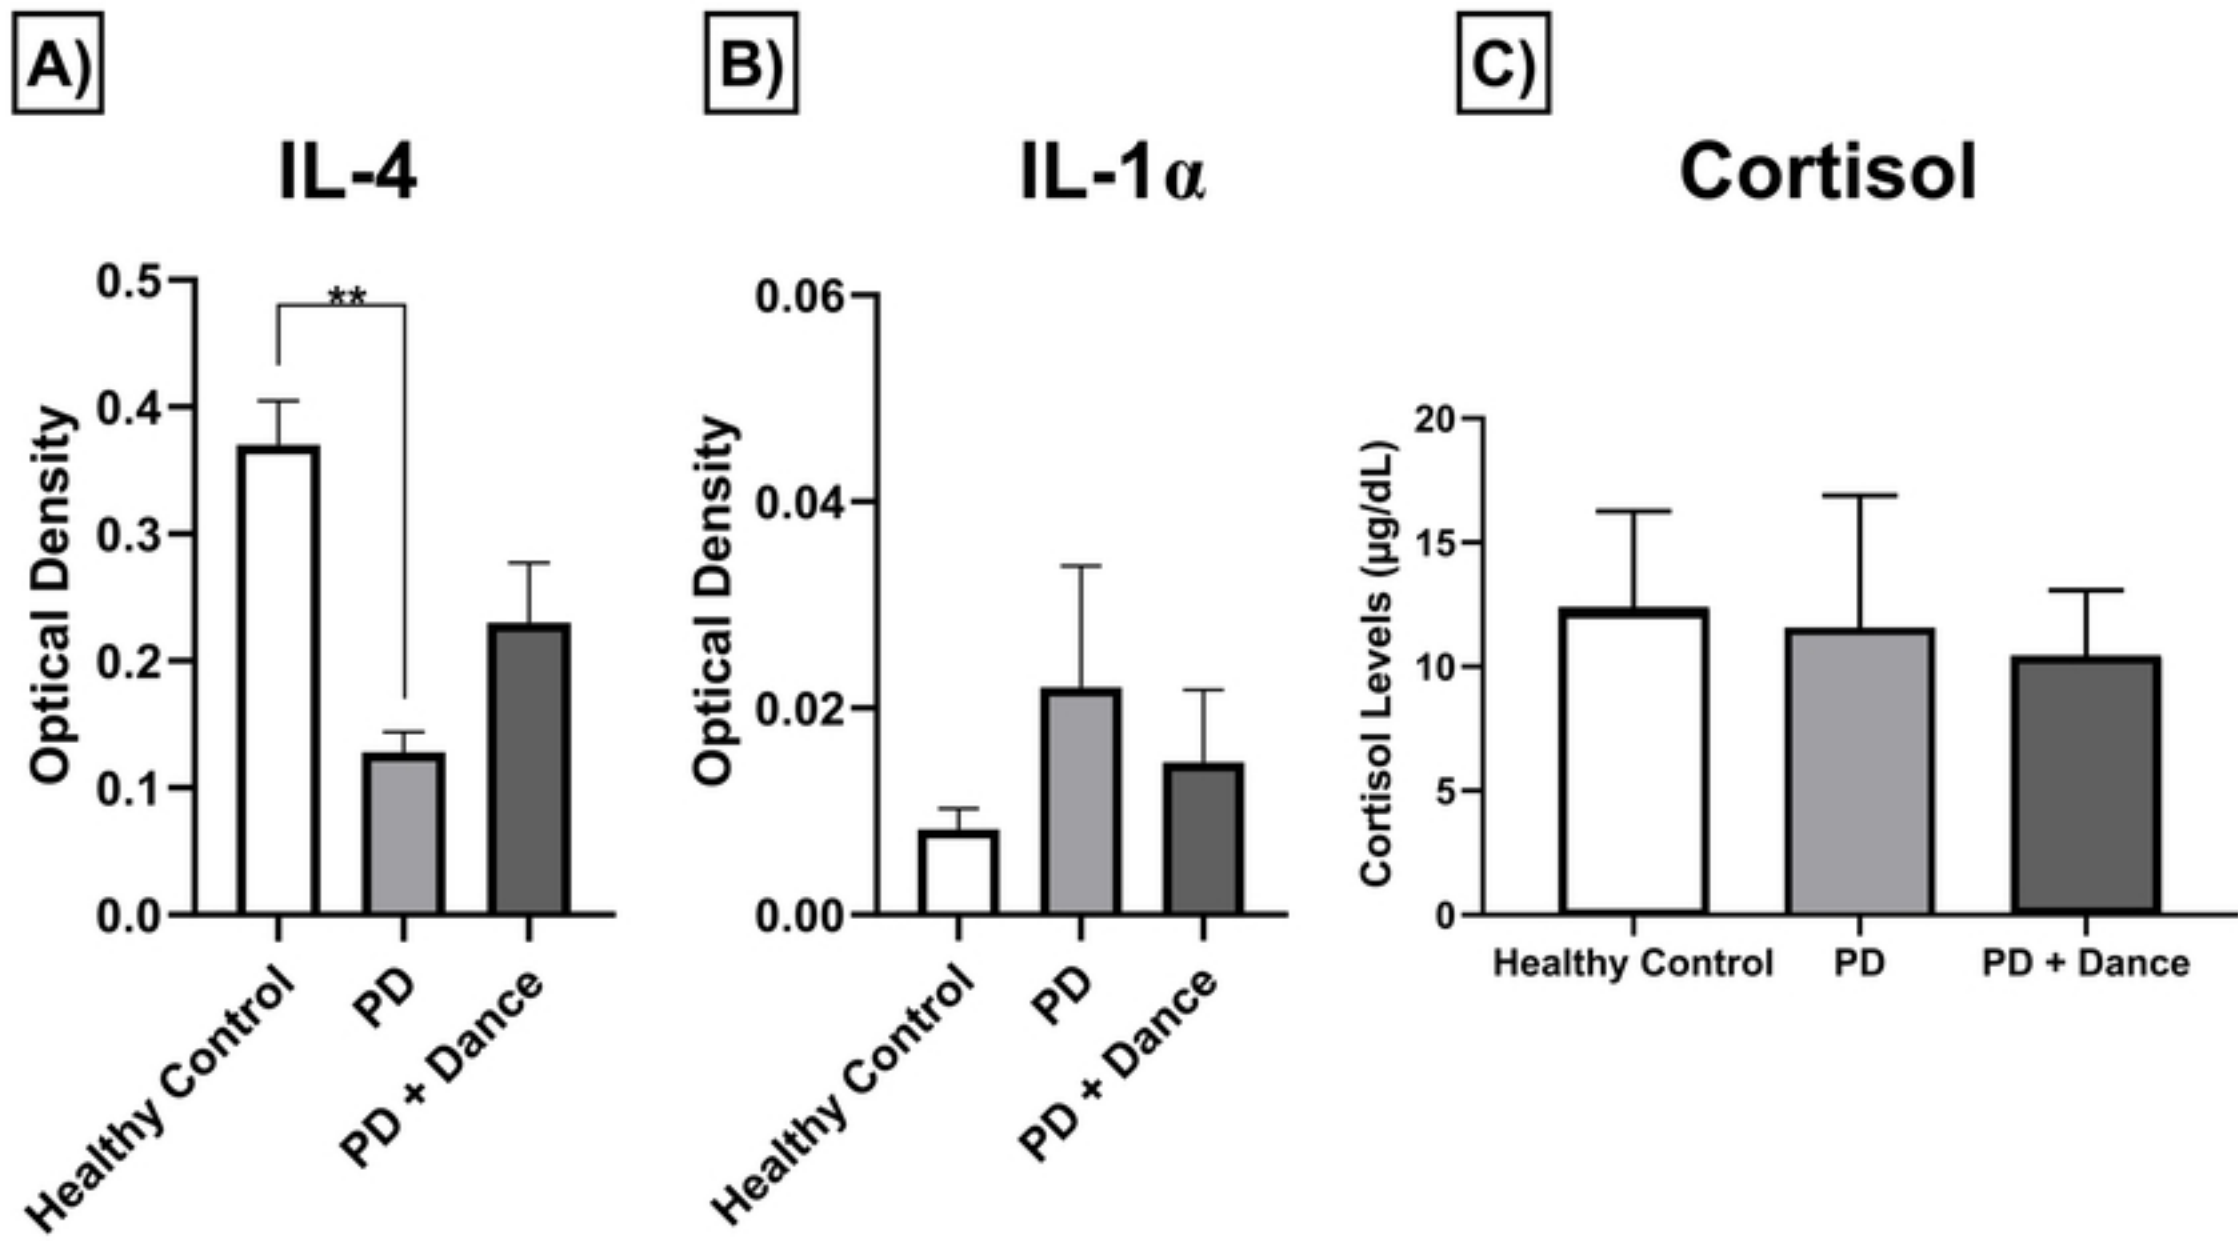 A)
IL-4
Optical Density
0.5
0.4
0.3
0.2
0.1
0.0
**
Healthy Control
PD
PD + Dance
B)
IL-1α
Optical Density
0.06
0.04
0.02
0.00
Healthy Control
PD
PD + Dance
C)
Cortisol
Cortisol Levels (µg/dL)
20
15
10
5
0
Healthy Control
PD
PD + Dance